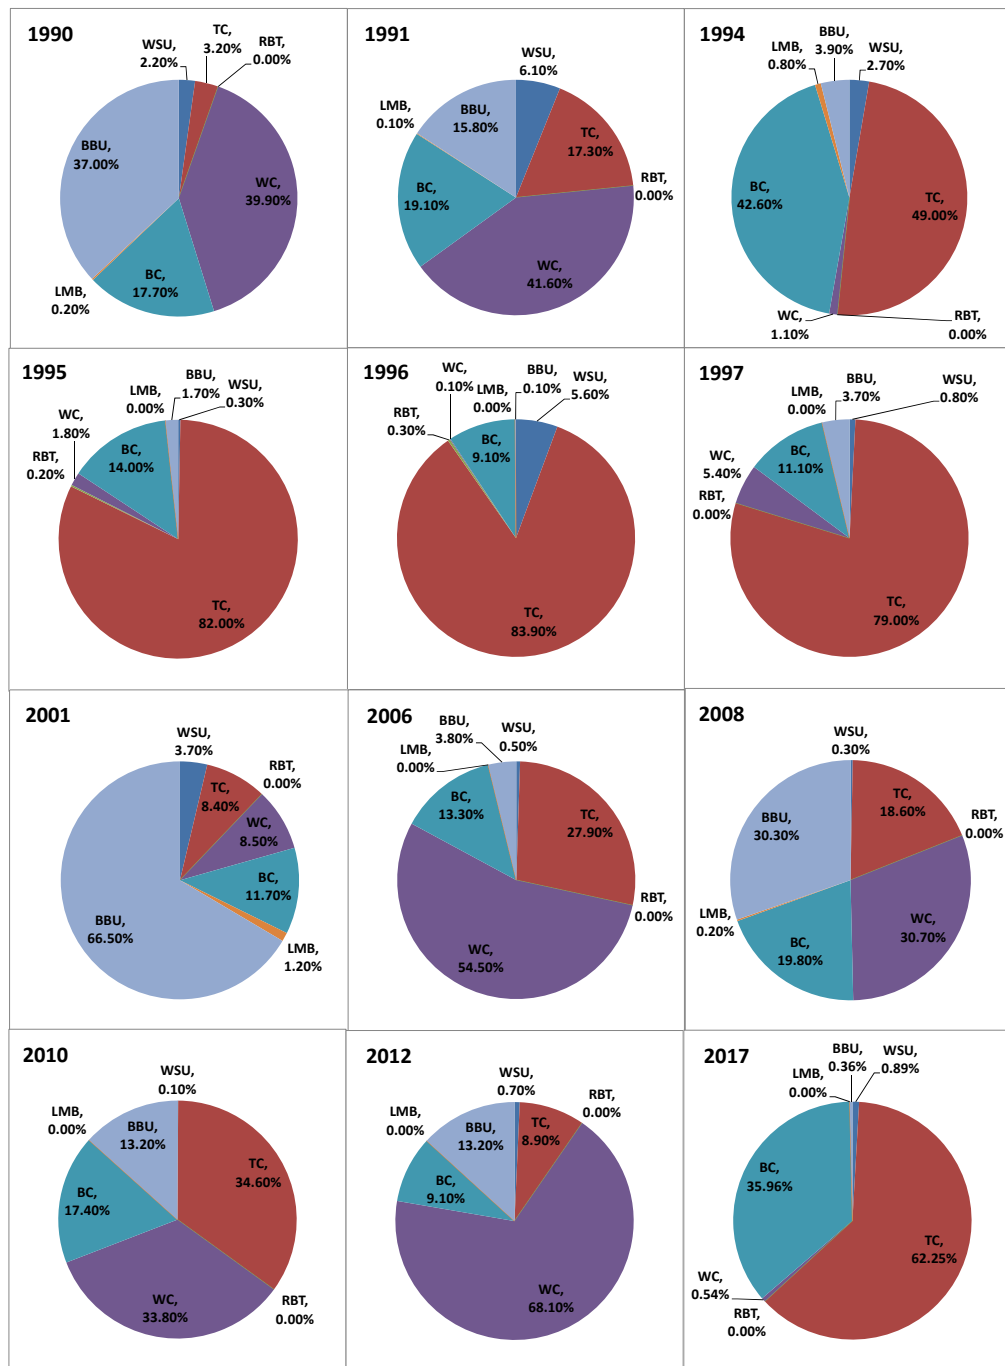 1990
WSU,
2.20%
TC,
3.20%
RBT,
0.00%
WC,
39.90%
BC,
17.70%
LMB,
0.20%
BBU,
37.00%
1991
WSU,
6.10%
TC,
17.30%
RBT,
0.00%
WC,
41.60%
BC,
19.10%
LMB,
0.10%
BBU,
15.80%
1994
WSU,
2.70%
TC,
49.00%
RBT,
0.00%
WC,
1.10%
BC,
42.60%
LMB,
0.80%
BBU,
3.90%
1995
WSU,
0.30%
TC,
82.00%
RBT,
0.20%
WC,
1.80%
BC,
14.00%
LMB,
0.00%
BBU,
1.70%
1996
WSU,
5.60%
TC,
83.90%
RBT,
0.30%
WC,
0.10%
BC,
9.10%
LMB,
0.00%
BBU,
0.10%
1997
WSU,
0.80%
TC,
79.00%
RBT,
0.00%
WC,
5.40%
BC,
11.10%
LMB,
0.00%
BBU,
3.70%
2001
WSU,
3.70%
TC,
8.40%
RBT,
0.00%
WC,
8.50%
BC,
11.70%
LMB,
1.20%
BBU,
66.50%
2006
WSU,
0.50%
TC,
27.90%
RBT,
0.00%
WC,
54.50%
BC,
13.30%
LMB,
0.00%
BBU,
3.80%
2008
WSU,
0.30%
TC,
18.60%
RBT,
0.00%
WC,
30.70%
BC,
19.80%
LMB,
0.20%
BBU,
30.30%
2010
WSU,
0.10%
TC,
34.60%
RBT,
0.00%
WC,
33.80%
BC,
17.40%
LMB,
0.00%
BBU,
13.20%
2012
WSU,
0.70%
TC,
8.90%
RBT,
0.00%
WC,
68.10%
BC,
9.10%
LMB,
0.00%
BBU,
13.20%
2017
WSU,
0.89%
TC,
62.25%
RBT,
0.00%
WC,
0.54%
BC,
35.96%
LMB,
0.00%
BBU,
0.36%